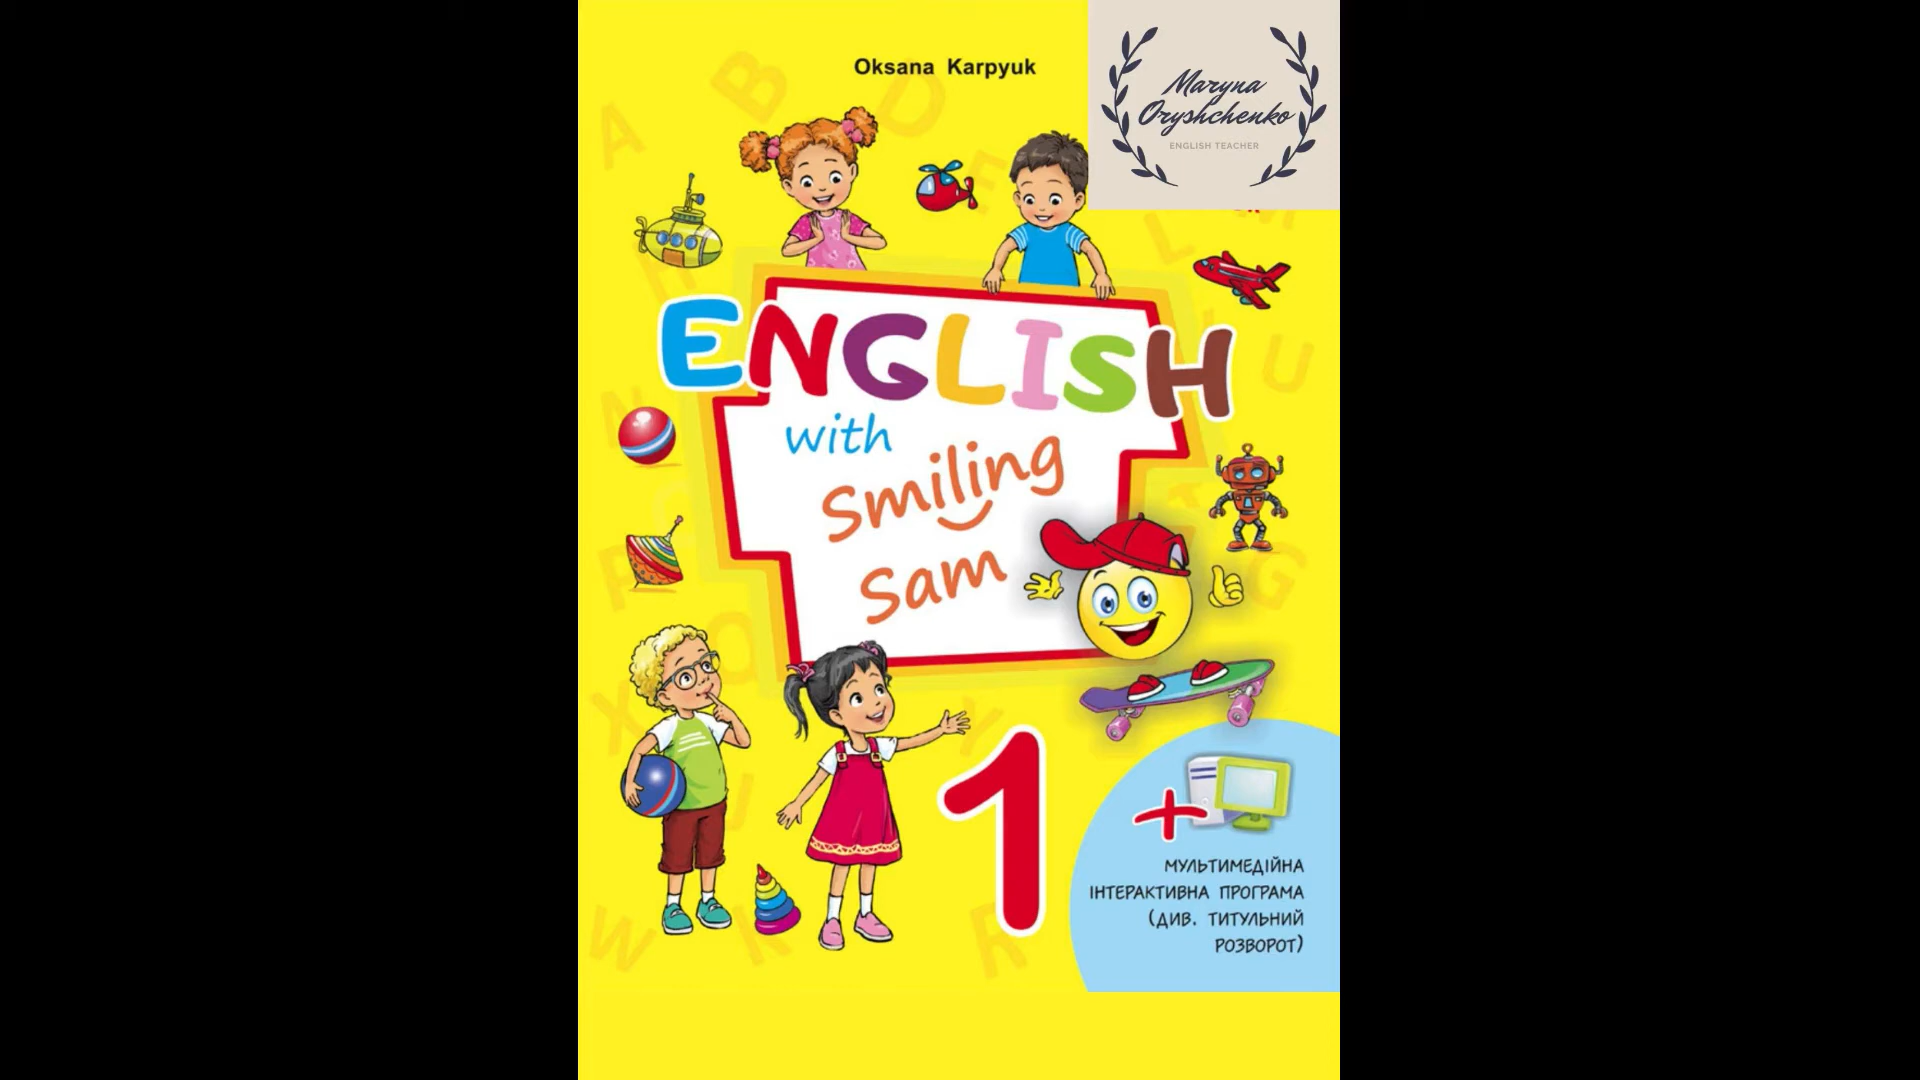 Oksana Karpyuk
Maryna
Oryshchenko
ENGLISH TEACHER
ENGLISH
with
Smiling
Sam
1
+
МУЛЬТИМЕДІЙНА
ІНТЕРАКТИВНА ПРОГРАМА
(ДИВ. ТИТУЛЬНИЙ
РОЗВОРОТ)